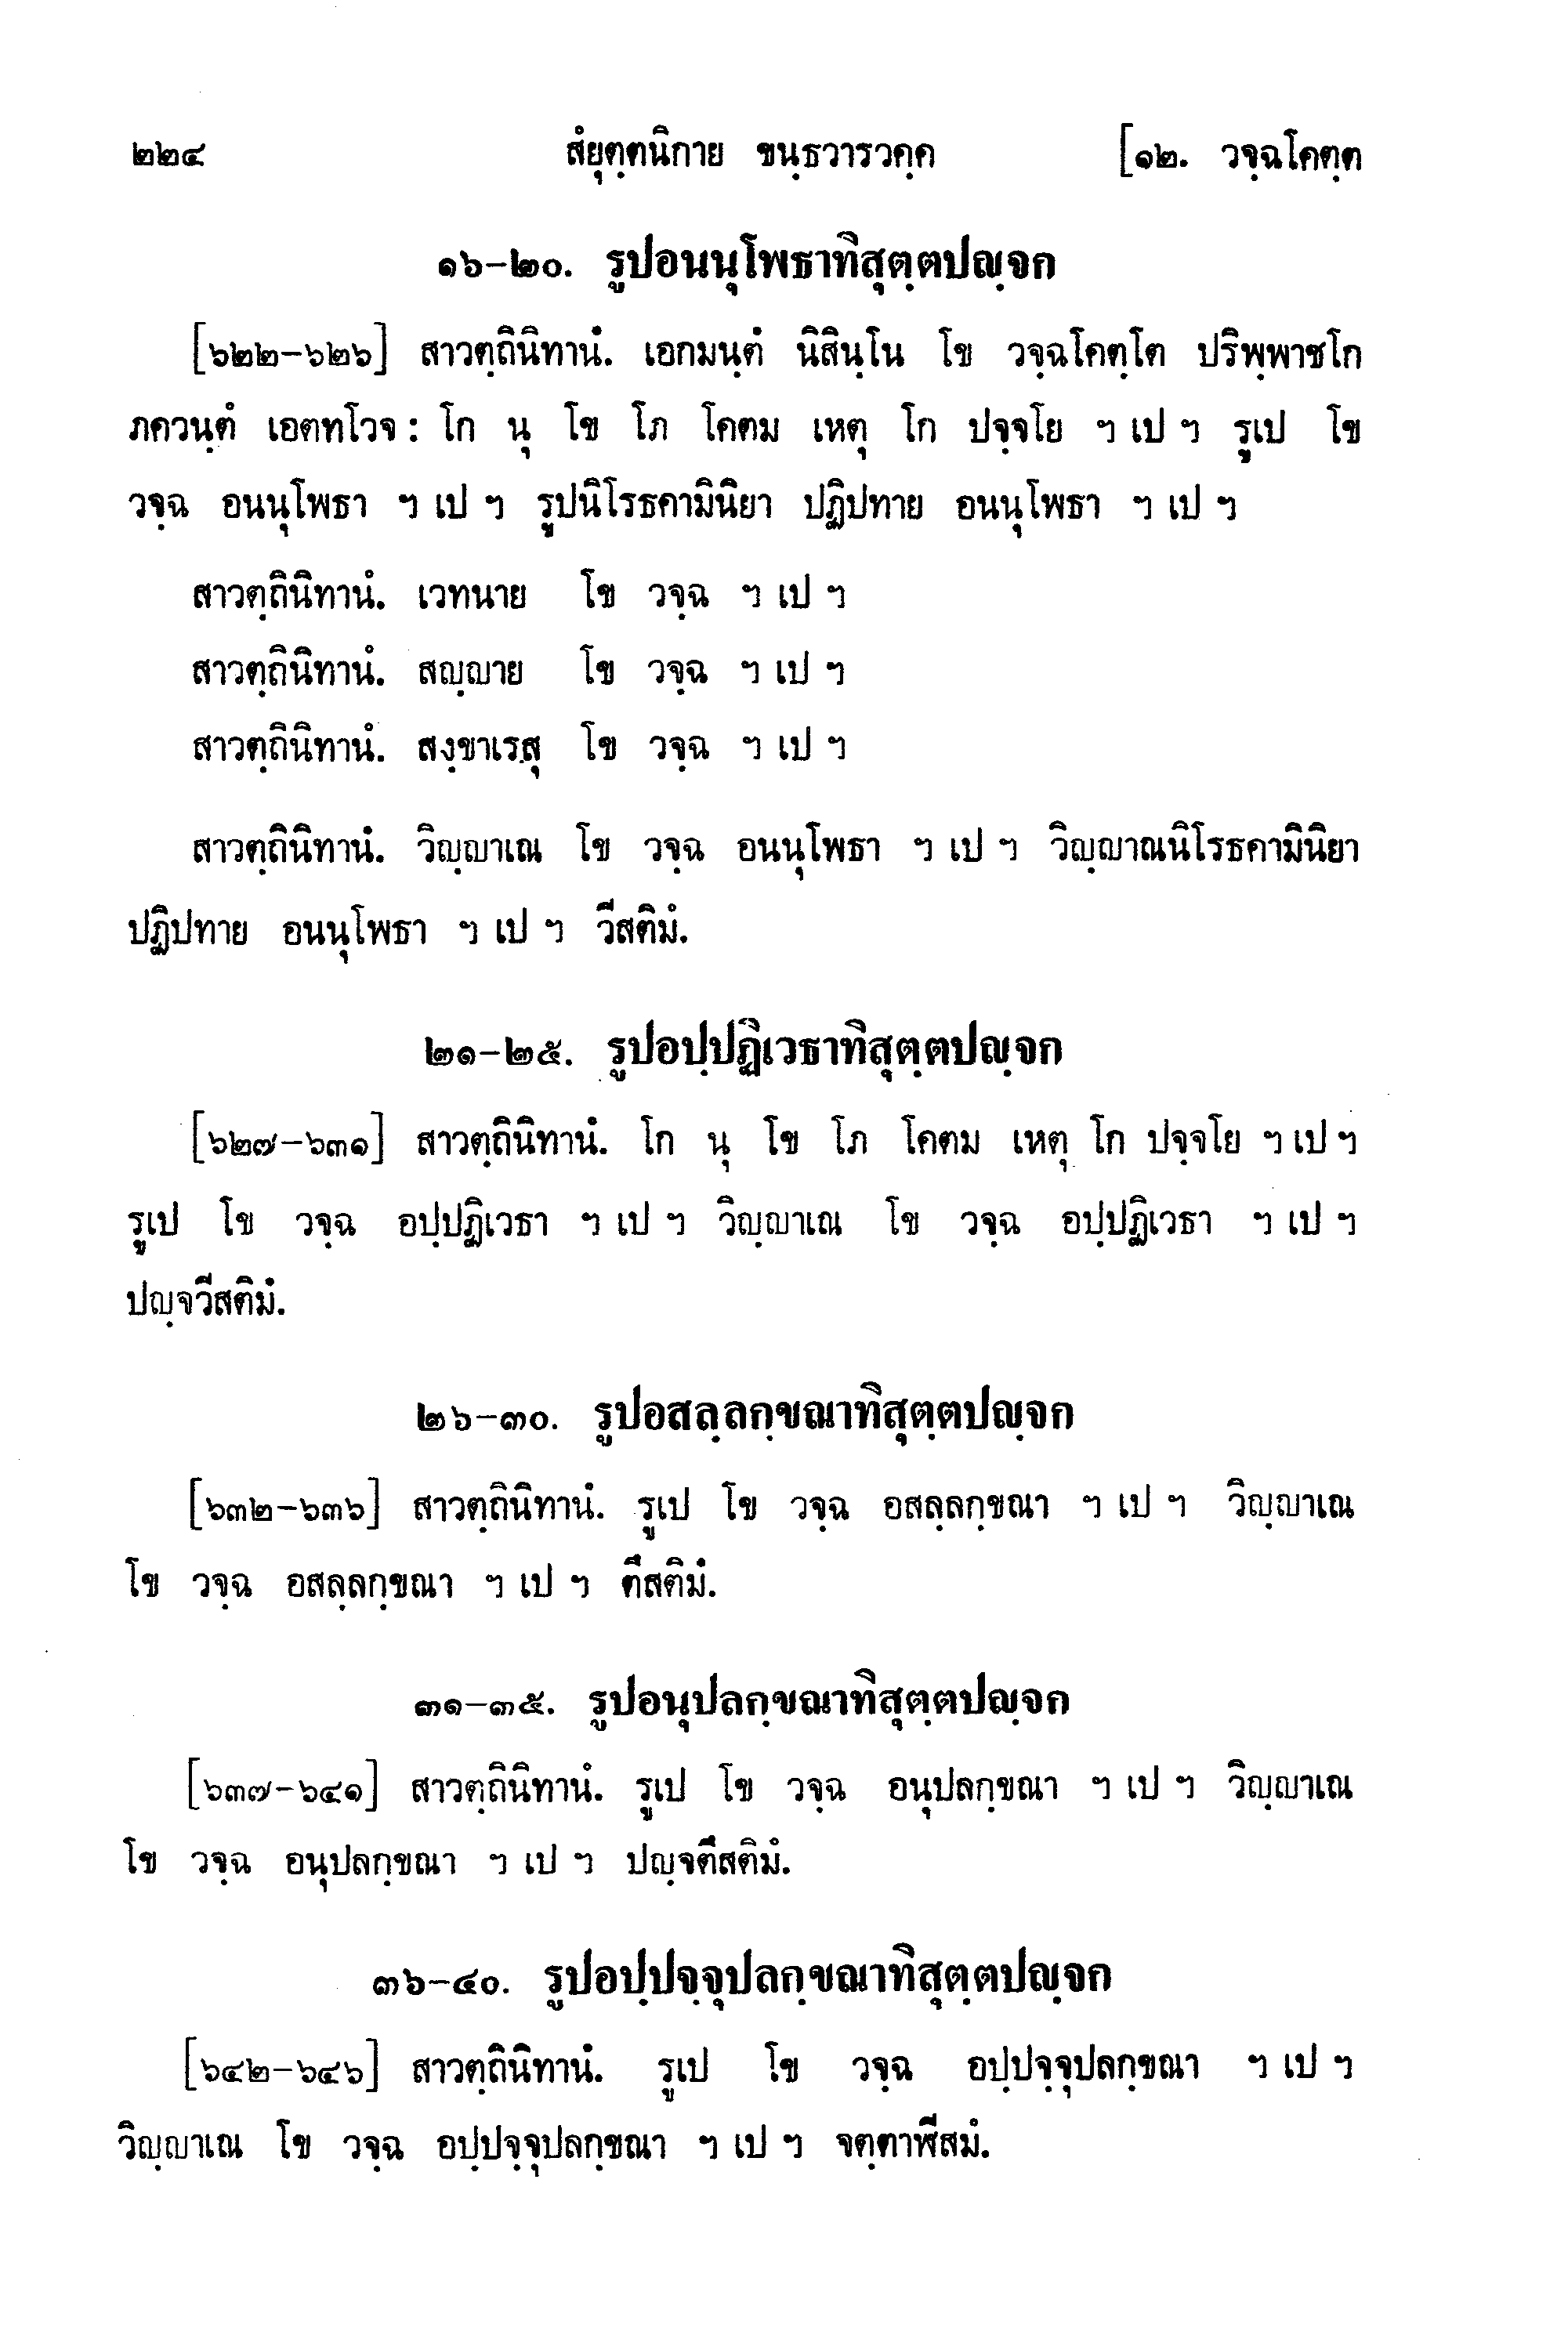 ๒๒๔ สํยุตฺตนิกาย ขนฺธวารวคฺค [๑๒. วจฺฉโคตฺต
๑๖-๒๐. รูปอนนุโพธาทิสุตฺตปญฺจก
[๖๒๒-๖๒๖] สาวตฺถินิทานํ. เอกมนฺตํ นิสินฺโน โข วจฺฉโคตฺโต ปริพฺพาชโก
ภควนฺตํ เอตทโวจ: โก นุ โข โภ โคตม เหตุ โก ปจฺจโย ฯ เป ฯ รูเป โข
วจฺฉ อนนุโพธา ฯ เป ฯ รูปนิโรธคามินิยา ปฏิปทาย อนนุโพธา ฯ เป ฯ
สาวตฺถินิทานํ. เวทนาย โข วจฺฉ ฯ เป ฯ
สาวตฺถินิทานํ. สญฺญาย โข วจฺฉ ฯ เป ฯ
สาวตฺถินิทานํ. สงฺขาเรสุ โข วจฺฉ ฯ เป ฯ
สาวตฺถินิทานํ. วิญฺญาเณ โข วจฺฉ อนนุโพธา ฯ เป ฯ วิญฺญาณนิโรธคามินิยา
ปฏิปทาย อนนุโพธา ฯ เป ฯ วีสติมํ.
๒๑-๒๕. รูปอปฺปฏิเวธาทิสุตฺตปญฺจก
[๖๒๗-๖๓๑] สาวตฺถินิทานํ. โก นุ โข โภ โคตม เหตุ โก ปจฺจโย ฯ เป ฯ
รูเป โข วจฺฉ อปฺปฏิเวธา ฯ เป ฯ วิญฺญาเณ โข วจฺฉ อปฺปฏิเวธา ฯ เป ฯ
ปญฺจวีสติมํ.
๒๖-๓๐. รูปอสลฺลกฺขณาทิสุตฺตปญฺจก
[๖๓๒-๖๓๖] สาวตฺถินิทานํ. รูเป โข วจฺฉ อสลฺลกฺขณา ฯ เป ฯ วิญฺญาเณ
โข วจฺฉ อสลฺลกฺขณา ฯ เป ฯ ตึสติมํ.
๓๑-๓๕. รูปอนุปลกฺขณาทิสุตฺตปญฺจก
[๖๓๗-๖๔๑] สาวตฺถินิทานํ. รูเป โข วจฺฉ อนุปลกฺขณา ฯ เป ฯ วิญฺญาเณ
โข วจฺฉ อนุปลกฺขณา ฯ เป ฯ ปญฺจตึสติมํ.
๓๖-๔๐. รูปอปฺปจฺจุปลกฺขณาทิสุตฺตปญฺจก
[๖๔๒-๖๔๖] สาวตฺถินิทานํ. รูเป โข วจฺฉ อปฺปจฺจุปลกฺขณา ฯ เป ฯ
วิญฺญาเณ โข วจฺฉ อปฺปจฺจุปลกฺขณา ฯ เป ฯ จตฺตาฬีสมํ.